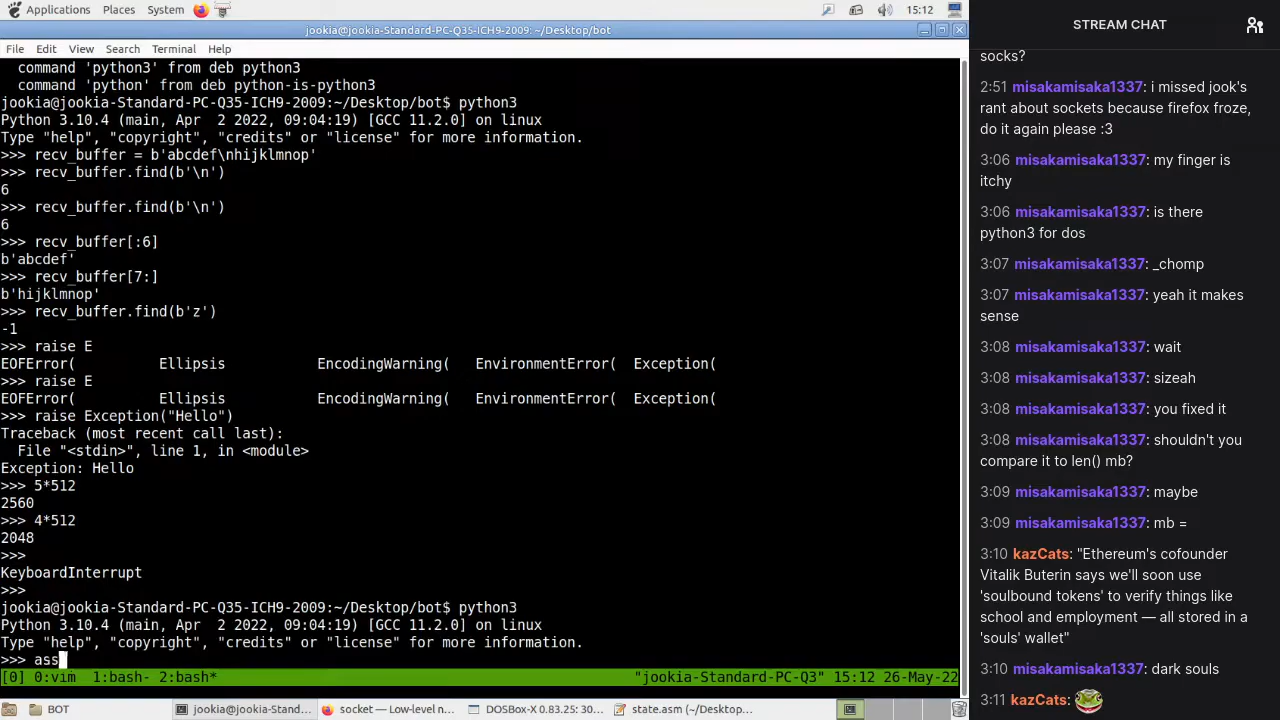 Applications Places System 15:12
jookia@jookia-Standard-PC-Q35-ICH9-2009: ~/Desktop/bot
File Edit View Search Terminal Help
command 'python3' from deb python3
command 'python' from deb python-is-python3
jookia@jookia-Standard-PC-Q35-ICH9-2009:~/Desktop/bot$ python3
Python 3.10.4 (main, Apr  2 2022, 09:04:19) [GCC 11.2.0] on linux
Type "help", "copyright", "credits" or "license" for more information.
>>> recv_buffer = b'abcdef\nhijklmnop'
>>> recv_buffer.find(b'\n')
6
>>> recv_buffer.find(b'\n')
6
>>> recv_buffer[:6]
b'abcdef'
>>> recv_buffer[7:]
b'hijklmnop'
>>> recv_buffer.find(b'z')
-1
>>> raise E
EOFError( Ellipsis EncodingWarning( EnvironmentError( Exception(
>>> raise E
EOFError( Ellipsis EncodingWarning( EnvironmentError( Exception(
>>> raise Exception("Hello")
Traceback (most recent call last):
File "<stdin>", line 1, in <module>
Exception: Hello
>>> 5*512
2560
>>> 4*512
2048
>>>
KeyboardInterrupt
>>>
jookia@jookia-Standard-PC-Q35-ICH9-2009:~/Desktop/bot$ python3
Python 3.10.4 (main, Apr  2 2022, 09:04:19) [GCC 11.2.0] on linux
Type "help", "copyright", "credits" or "license" for more information.
>>> ass
[0] 0:vim  1:bash- 2:bash* "jookia-Standard-PC-Q3" 15:12 26-May-22
BOT jookia@jookia-Stand... socket — Low-level n... DOSBox-X 0.83.25: 30... state.asm (~/Desktop...
STREAM CHAT
socks?
2:51 misakamisaka1337: i missed jook's
rant about sockets because firefox froze,
do it again please :3
3:06 misakamisaka1337: my finger is
itchy
3:06 misakamisaka1337: is there
python3 for dos
3:07 misakamisaka1337: _chomp
3:07 misakamisaka1337: yeah it makes
sense
3:08 misakamisaka1337: wait
3:08 misakamisaka1337: sizeah
3:08 misakamisaka1337: you fixed it
3:08 misakamisaka1337: shouldn't you
compare it to len() mb?
3:09 misakamisaka1337: maybe
3:09 misakamisaka1337: mb =
3:10 kazCats: "Ethereum's cofounder
Vitalik Buterin says we'll soon use
'soulbound tokens' to verify things like
school and employment — all stored in a
'souls' wallet"
3:10 misakamisaka1337: dark souls
3:11 kazCats: